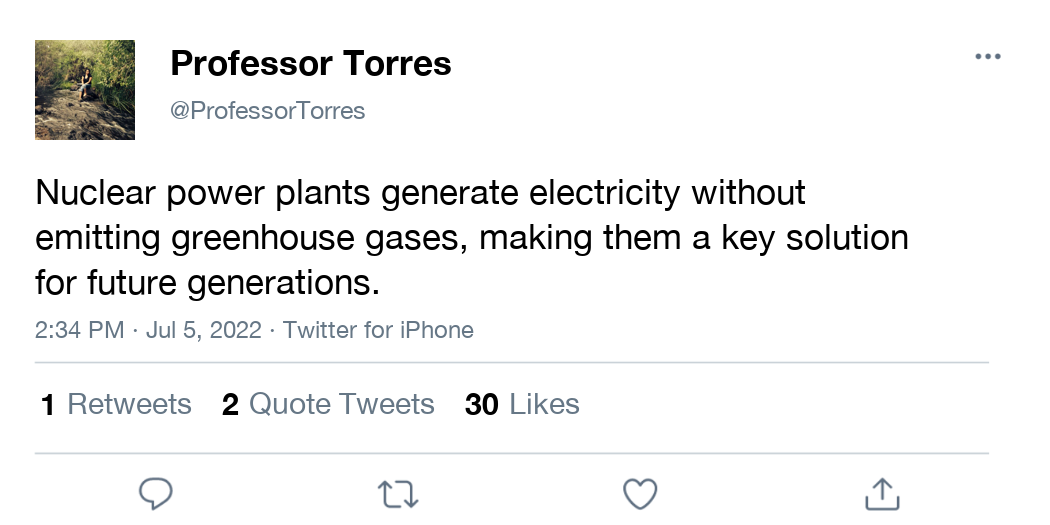 Professor Torres
@ProfessorTorres
Nuclear power plants generate electricity without
emitting greenhouse gases, making them a key solution
for future generations.
2:34 PM · Jul 5, 2022 · Twitter for iPhone
1 Retweets 2 Quote Tweets 30 Likes